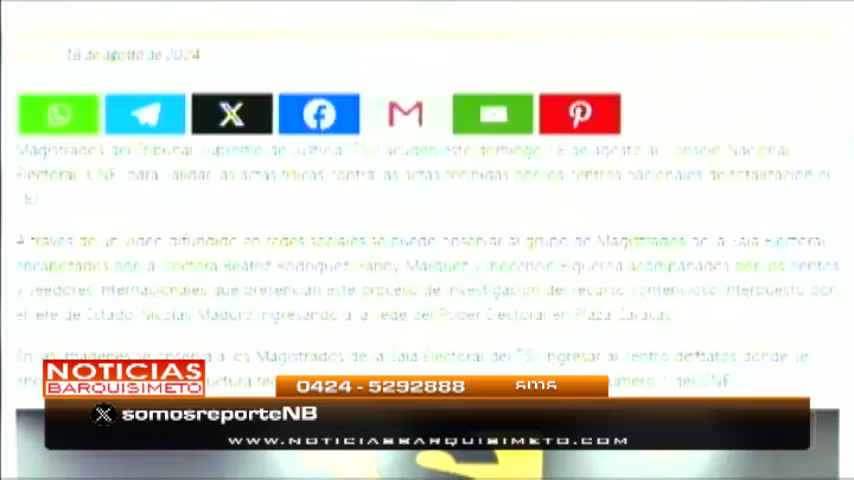 18 de agosto de 2024
Magistrados del Tribunal Supremo de Justicia TSJ acuden este domingo 18 de agosto al Consejo Nacional
Electoral, CNE, para validar las actas físicas contra las actas recibidas por los centros nacionales de totalización el
A través de un video difundido en redes sociales se puede observar al grupo de Magistrados de la Sala Electoral
encabezados por la Doctora Beatriz Rodríguez, Fanny Márquez Inocencio Figueroa acompañados por los peritos
y veedores internacionales que presencian este proceso de investigación del recurso contencioso interpuesto por
el Jefe de Estado Nicolás Maduro ingresando a la sede del Poder Electoral en Plaza Caracas
En las imágenes se observa a los Magistrados de la Sala Electoral del TSJ ingresar al centro de datos donde se
número 1 del CNE
NOTICIAS
BARQUISIMETO
0424 - 5292888 sms
X somosreporteNB
WWW.NOTICIASBARQUISIMETO.COM